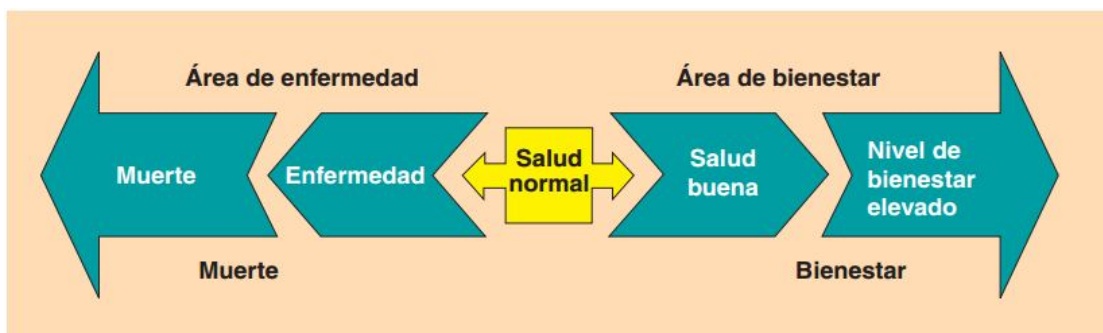 Área de enfermedad
Área de bienestar
Muerte
Enfermedad
Salud
normal
Salud
buena
Nivel de
bienestar
elevado
Muerte
Bienestar